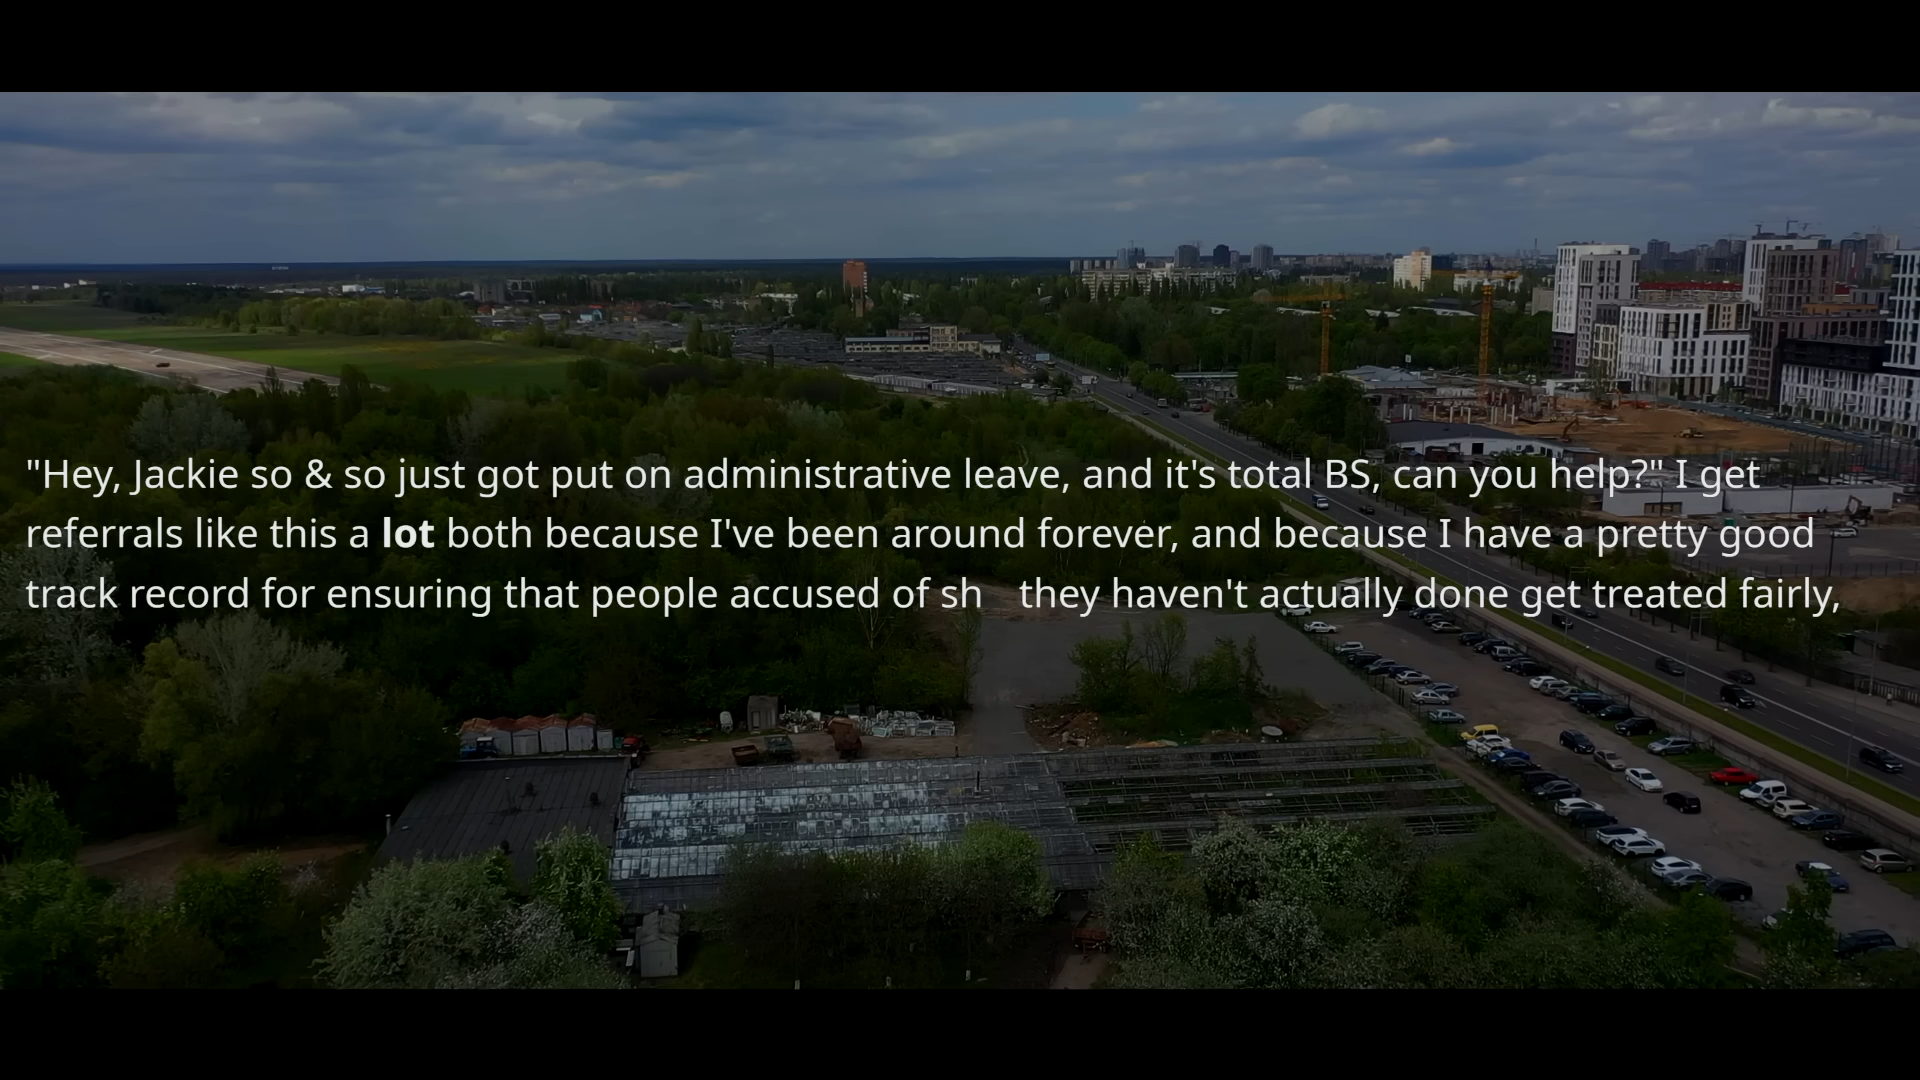 "Hey, Jackie so & so just got put on administrative leave, and it's total BS, can you help?" I get
referrals like this a lot both because I've been around forever, and because I have a pretty good
track record for ensuring that people accused of sh they haven't actually done get treated fairly,